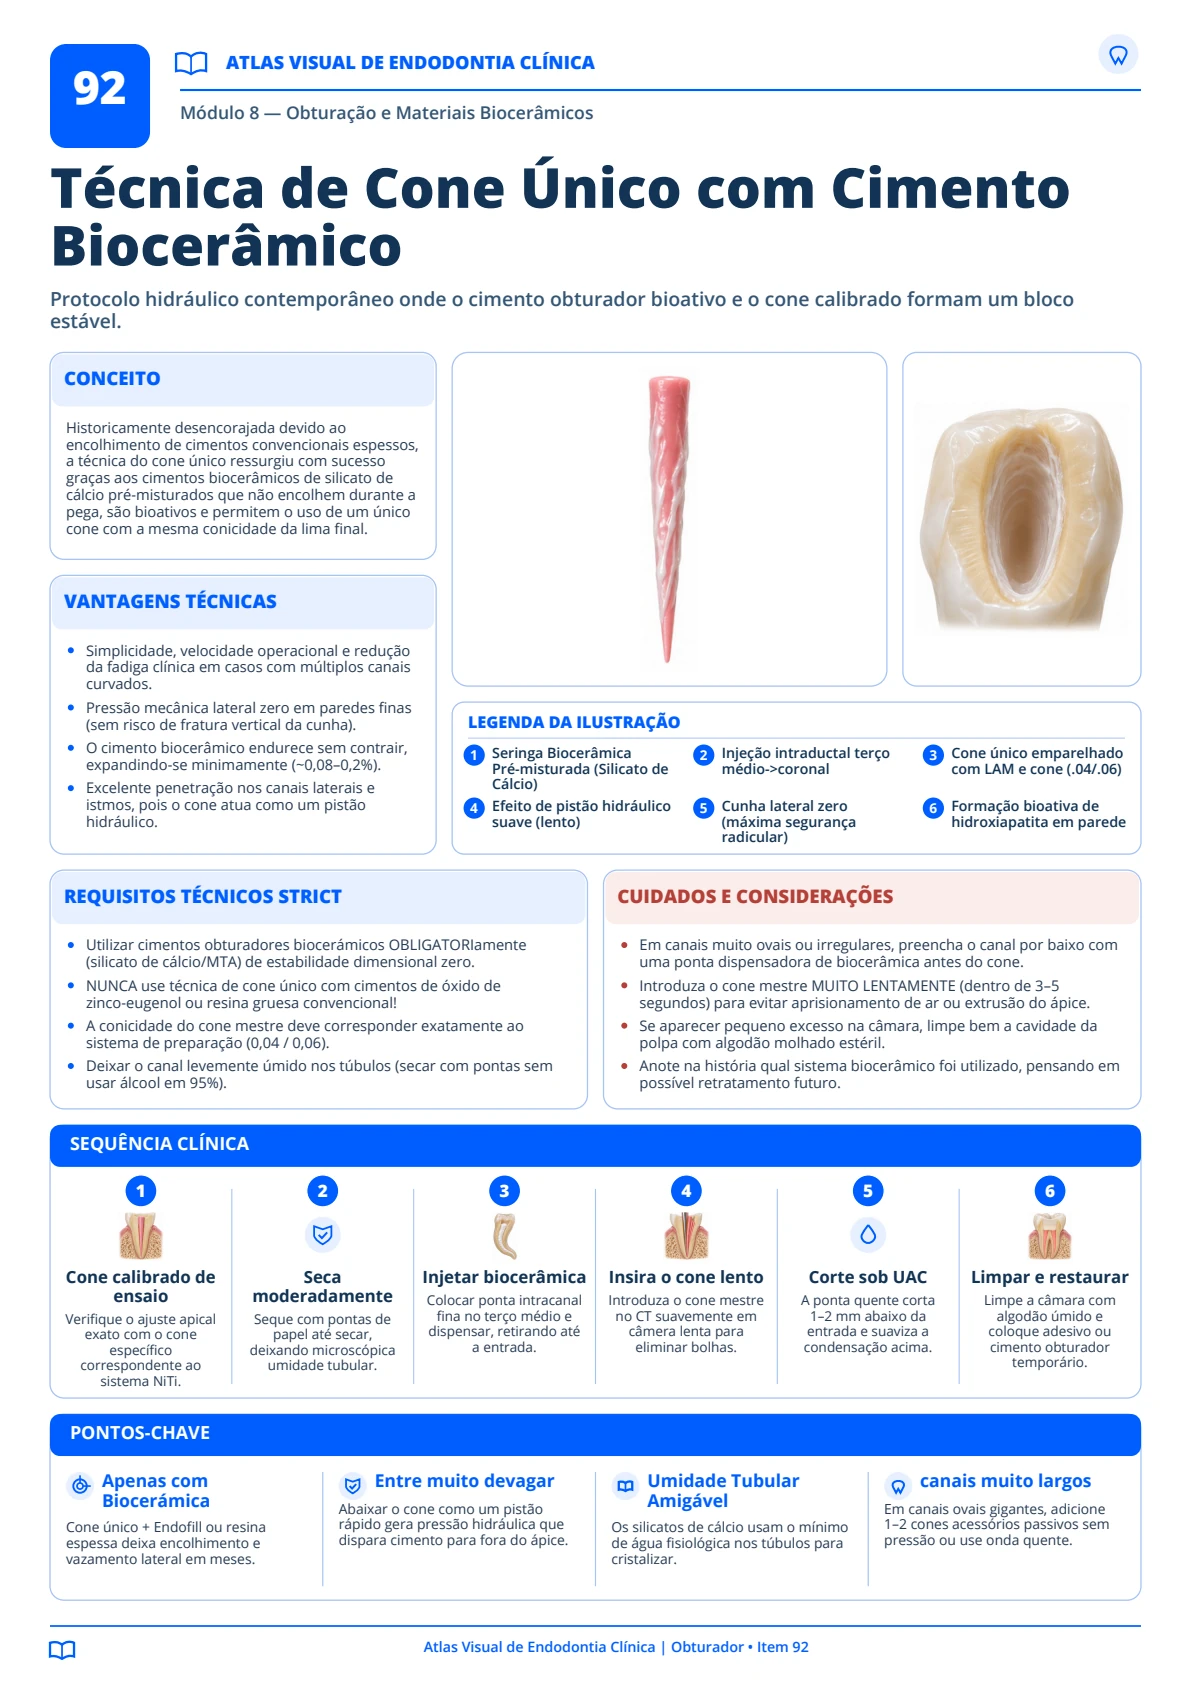 92
ATLAS VISUAL DE ENDODONTIA CLÍNICA
Módulo 8 — Obturação e Materiais Biocerâmicos
Técnica de Cone Único com Cimento
Biocerâmico
Protocolo hidráulico contemporâneo onde o cimento obturador bioativo e o cone calibrado formam um bloco
estável.
CONCEITO
Historicamente desencorajada devido ao
encolhimento de cimentos convencionais espessos,
a técnica do cone único ressurgiu com sucesso
graças aos cimentos biocerâmicos de silicato de
cálcio pré-misturados que não encolhem durante a
pega, são bioativos e permitem o uso de um único
cone com a mesma conicidade da lima final.
VANTAGENS TÉCNICAS
• Simplicidade, velocidade operacional e redução
da fadiga clínica em casos com múltiplos canais
curvados.
• Pressão mecânica lateral zero em paredes finas
(sem risco de fratura vertical da cunha).
• O cimento biocerâmico endurece sem contrair,
expandindo-se minimamente (~0,08–0,2%).
• Excelente penetração nos canais laterais e
istmos, pois o cone atua como um pistão
hidráulico.
LEGENDA DA ILUSTRAÇÃO
1 Seringa Biocerâmica
Pré-misturada (Silicato de
Cálcio)
2 Injeção intraductal terço
médio->coronal
3 Cone único emparelhado
com LAM e cone (.04/.06)
4 Efeito de pistão hidráulico
suave (lento)
5 Cunha lateral zero
(máxima segurança
radicular)
6 Formação bioativa de
hidroxiapatita em parede
REQUISITOS TÉCNICOS STRICT
• Utilizar cimentos obturadores biocerámicos OBLIGATORIamente
(silicato de cálcio/MTA) de estabilidade dimensional zero.
• NUNCA use técnica de cone único com cimentos de óxido de
zinco-eugenol ou resina gruesa convencional!
• A conicidade do cone mestre deve corresponder exatamente ao
sistema de preparação (0,04 / 0,06).
• Deixar o canal levemente úmido nos túbulos (secar com pontas sem
usar álcool em 95%).
CUIDADOS E CONSIDERAÇÕES
• Em canais muito ovais ou irregulares, preencha o canal por baixo com
uma ponta dispensadora de biocerâmica antes do cone.
• Introduza o cone mestre MUITO LENTAMENTE (dentro de 3–5
segundos) para evitar aprisionamento de ar ou extrusão do ápice.
• Se aparecer pequeno excesso na câmara, limpe bem a cavidade da
polpa com algodão molhado estéril.
• Anote na história qual sistema biocerâmico foi utilizado, pensando em
possível retratamento futuro.
SEQUÊNCIA CLÍNICA
1
Cone calibrado de
ensaio
Verifique o ajuste apical
exato com o cone
específico
correspondente ao
sistema NiTi.
2
Seca
moderadamente
Seque com pontas de
papel até secar,
deixando microscópica
umidade tubular.
3
Injetar biocerâmica
Colocar ponta intracanal
fina no terço médio e
dispensar, retirando até
a entrada.
4
Insira o cone lento
Introduza o cone mestre
no CT suavemente em
câmera lenta para
eliminar bolhas.
5
Corte sob UAC
A ponta quente corta
1–2 mm abaixo da
entrada e suaviza a
condensação acima.
6
Limpar e restaurar
Limpe a câmara com
algodão úmido e
coloque adesivo ou
cimento obturador
temporário.
PONTOS-CHAVE
Apenas com
Biocerámica
Cone único + Endofill ou resina
espessa deixa encolhimento e
vazamento lateral em meses.
Entre muito devagar
Abaixar o cone como um pistão
rápido gera pressão hidráulica que
dispara cimento para fora do ápice.
Umidade Tubular
Amigável
Os silicatos de cálcio usam o mínimo
de água fisiológica nos túbulos para
cristalizar.
canais muito largos
Em canais ovais gigantes, adicione
1–2 cones acessórios passivos sem
pressão ou use onda quente.
Atlas Visual de Endodontia Clínica | Obturador • Item 92